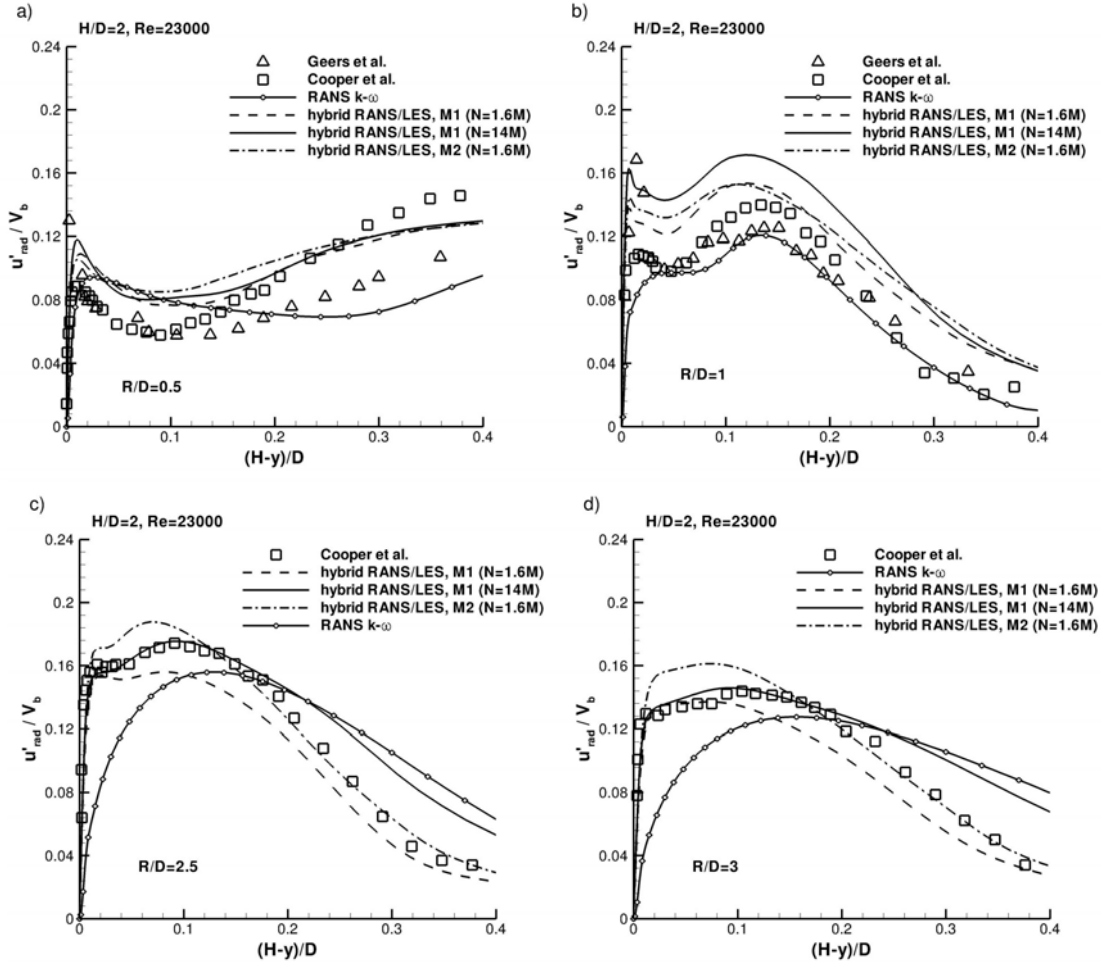 a)
H/D=2, Re=23000
Geers et al.
Cooper et al.
RANS k-ω
hybrid RANS/LES, M1 (N=1.6M)
hybrid RANS/LES, M1 (N=14M)
hybrid RANS/LES, M2 (N=1.6M)
0.24
0.2
0.16
0.12
0.08
0.04
0
u'rad / Vb
R/D=0.5
0 0.1 0.2 0.3 0.4
(H-y)/D
b)
H/D=2, Re=23000
Geers et al.
Cooper et al.
RANS k-ω
hybrid RANS/LES, M1 (N=1.6M)
hybrid RANS/LES, M1 (N=14M)
hybrid RANS/LES, M2 (N=1.6M)
0.24
0.2
0.16
0.12
0.08
0.04
0
u'rad / Vb
R/D=1
0 0.1 0.2 0.3 0.4
(H-y)/D
c)
H/D=2, Re=23000
Cooper et al.
hybrid RANS/LES, M1 (N=1.6M)
hybrid RANS/LES, M1 (N=14M)
hybrid RANS/LES, M2 (N=1.6M)
RANS k-ω
0.24
0.2
0.16
0.12
0.08
0.04
0
u'rad / Vb
R/D=2.5
0 0.1 0.2 0.3 0.4
(H-y)/D
d)
H/D=2, Re=23000
Cooper et al.
RANS k-ω
hybrid RANS/LES, M1 (N=1.6M)
hybrid RANS/LES, M1 (N=14M)
hybrid RANS/LES, M2 (N=1.6M)
0.24
0.2
0.16
0.12
0.08
0.04
0
u'rad / Vb
R/D=3
0 0.1 0.2 0.3 0.4
(H-y)/D